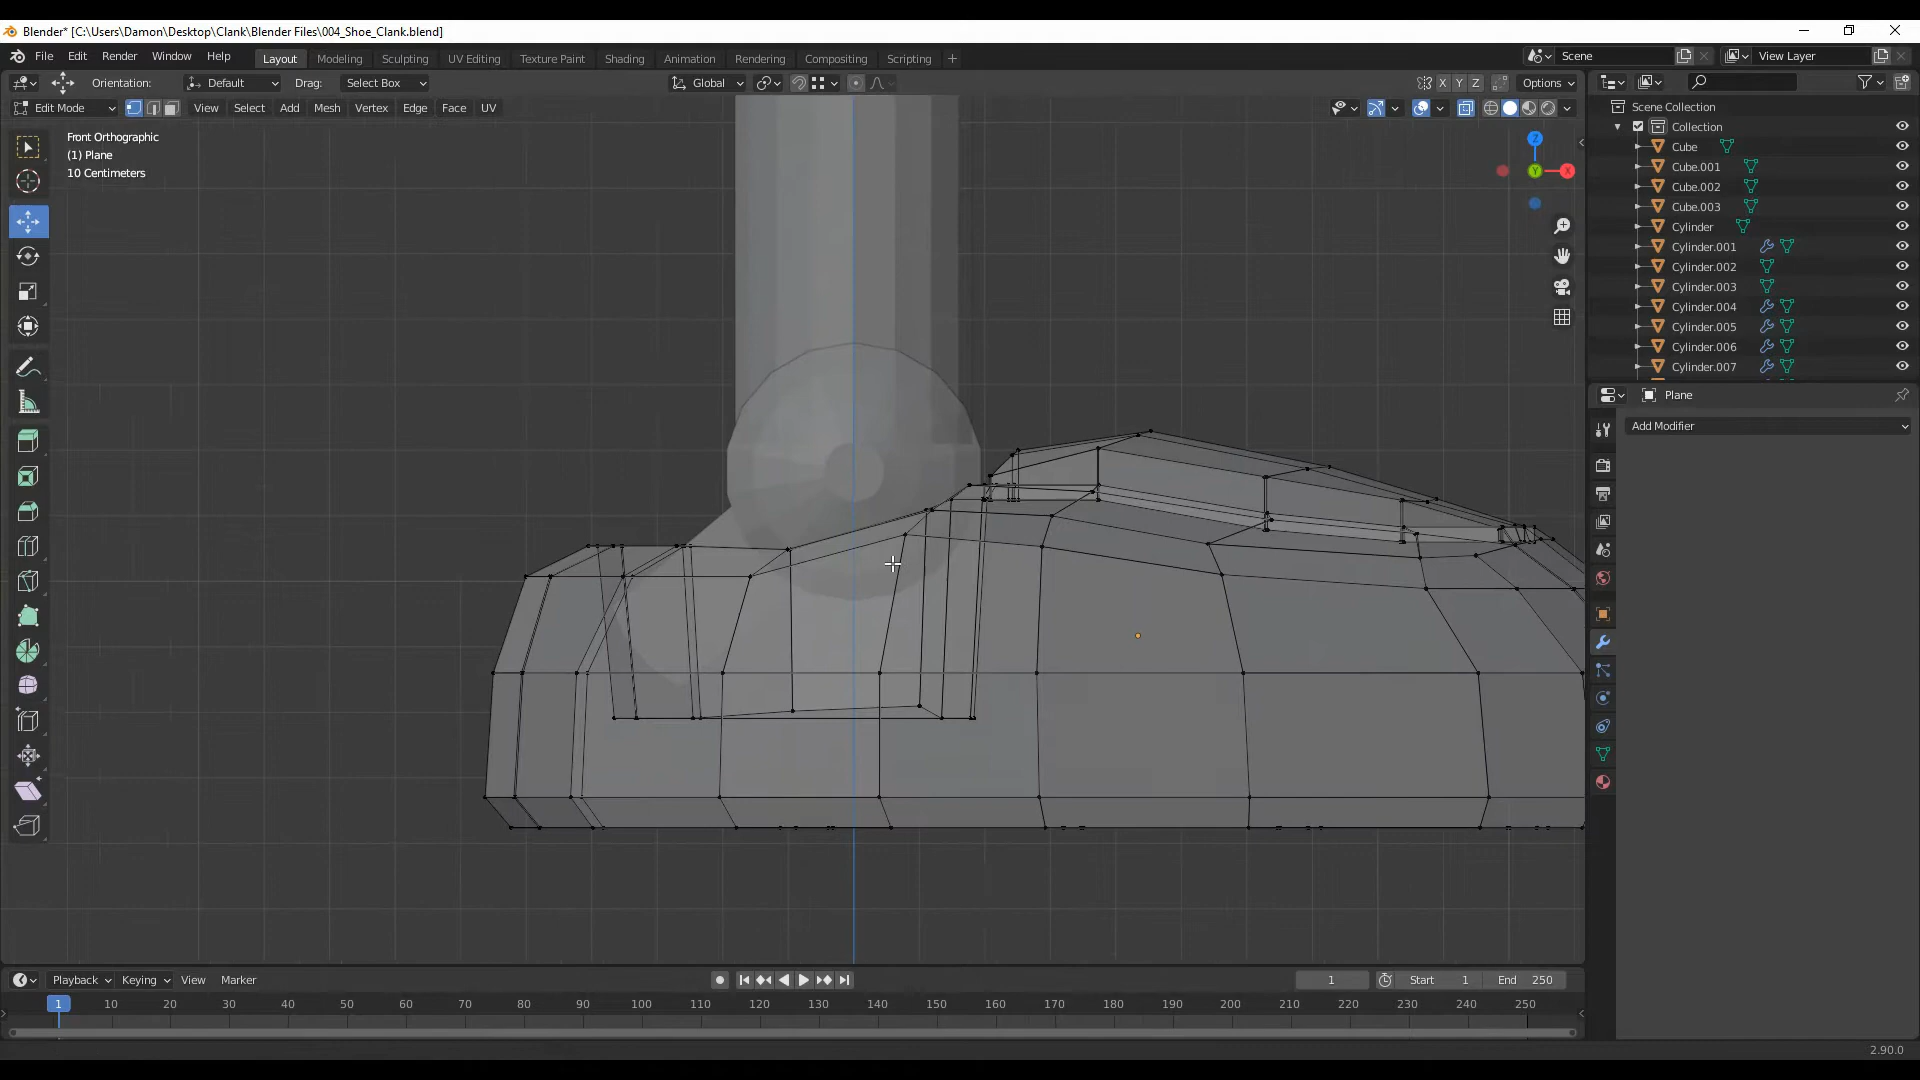 Blender* [C:\Users\Damon\Desktop\Clank\Blender Files\004_Shoe_Clank.blend]
File Edit Render Window Help Layout Modeling Sculpting UV Editing Texture Paint Shading Animation Rendering Compositing Scripting + Scene View Layer
Orientation: Default Drag: Select Box Global X Y Z Options
Edit Mode View Select Add Mesh Vertex Edge Face UV
Scene Collection
Collection
Cube
Cube.001
Cube.002
Cube.003
Cylinder
Cylinder.001
Cylinder.002
Cylinder.003
Cylinder.004
Cylinder.005
Cylinder.006
Cylinder.007
Front Orthographic
(1) Plane
10 Centimeters
Z
Y
X
Plane
Add Modifier
Playback Keying View Marker 1 Start 1 End 250
1 10 20 30 40 50 60 70 80 90 100 110 120 130 140 150 160 170 180 190 200 210 220 230 240 250
2.90.0